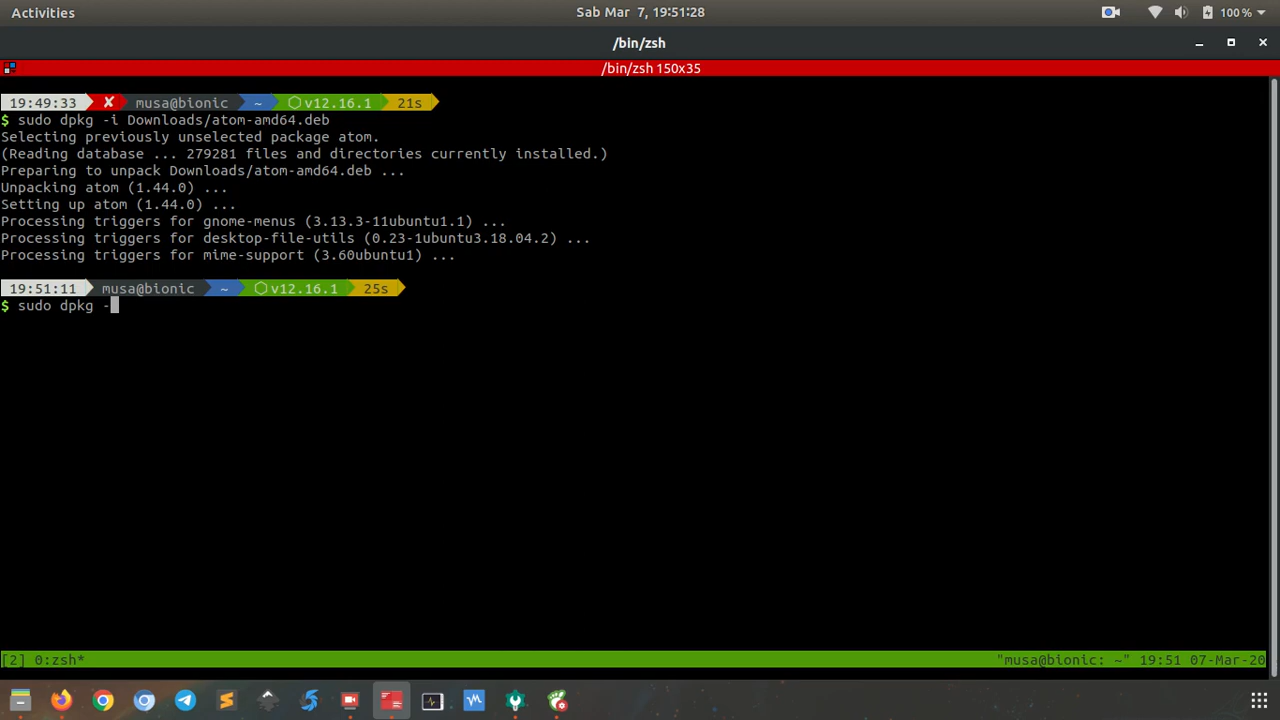 Activities
Sab Mar 7, 19:51:28
100 %
/bin/zsh
/bin/zsh 150x35
19:49:33 ✘ musa@bionic ~ ⬡ v12.16.1 21s
$ sudo dpkg -i Downloads/atom-amd64.deb
Selecting previously unselected package atom.
(Reading database ... 279281 files and directories currently installed.)
Preparing to unpack Downloads/atom-amd64.deb ...
Unpacking atom (1.44.0) ...
Setting up atom (1.44.0) ...
Processing triggers for gnome-menus (3.13.3-11ubuntu1.1) ...
Processing triggers for desktop-file-utils (0.23-1ubuntu3.18.04.2) ...
Processing triggers for mime-support (3.60ubuntu1) ...
19:51:11 musa@bionic ~ ⬡ v12.16.1 25s
$ sudo dpkg -
[2] 0:zsh* "musa@bionic: ~" 19:51 07-Mar-20